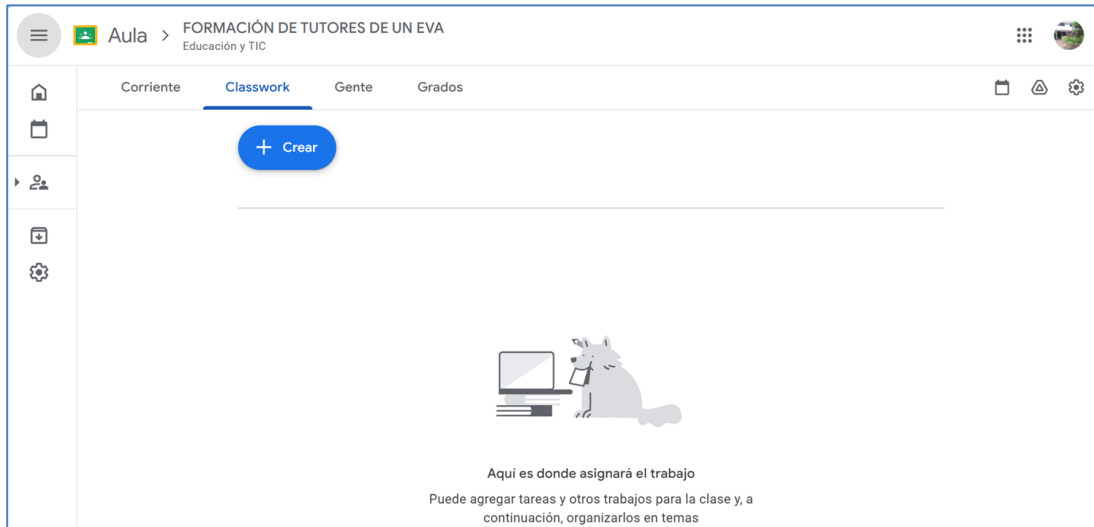 Aula > FORMACIÓN DE TUTORES DE UN EVA
Educación y TIC
Corriente Classwork Gente Grados
+ Crear
Aquí es donde asignará el trabajo
Puede agregar tareas y otros trabajos para la clase y, a
continuación, organizarlos en temas